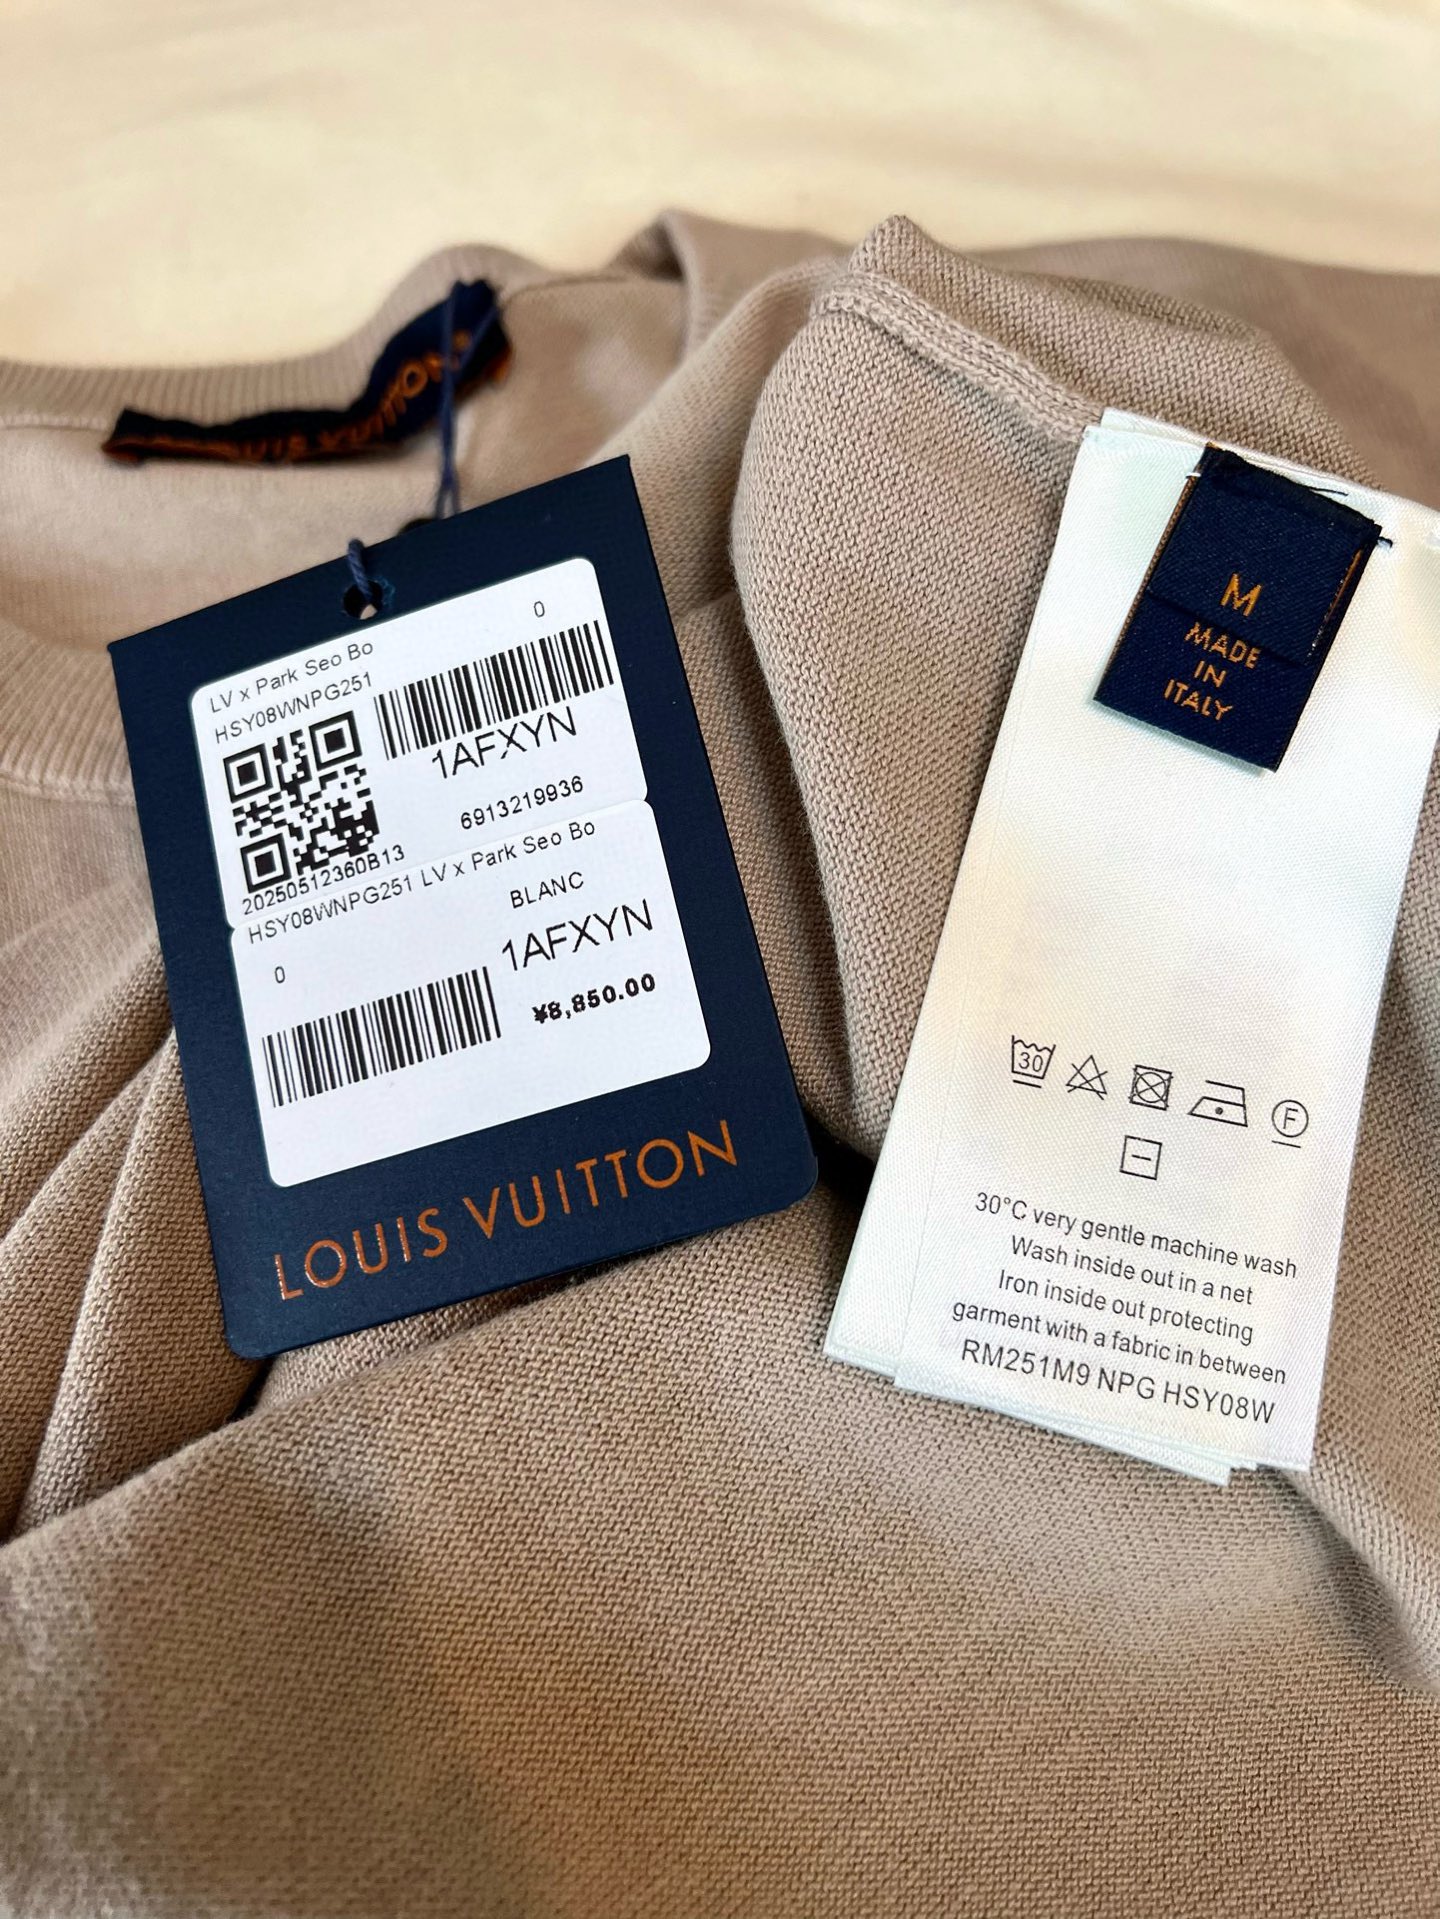 LOUIS VUITTON
LV x Park Seo Bo
HSY08WNPG251
0
1AFXYN
6913219936
20250512360B13
HSY08WNPG251 LV x Park Seo Bo
BLANC
0
1AFXYN
¥8,850.00
LOUIS VUITTON
M
MADE
IN
ITALY
30
F
30°C very gentle machine wash
Wash inside out in a net
Iron inside out protecting
garment with a fabric in between
RM251M9 NPG HSY08W